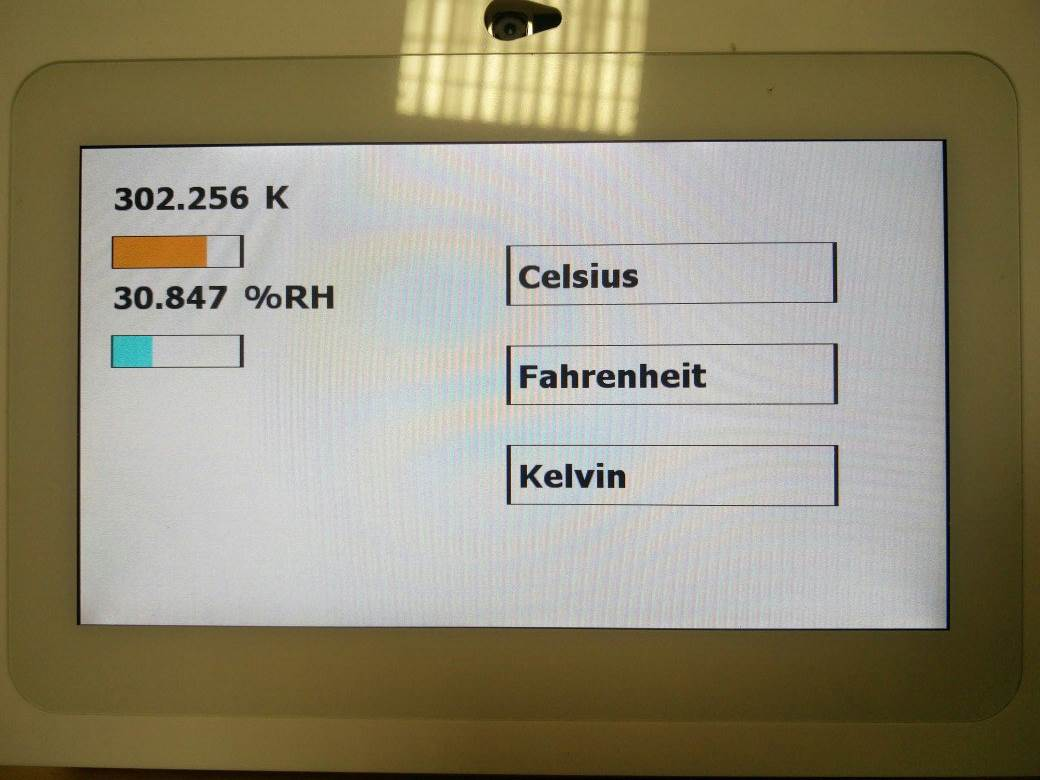 302.256 K
30.847 %RH
Celsius
Fahrenheit
Kelvin